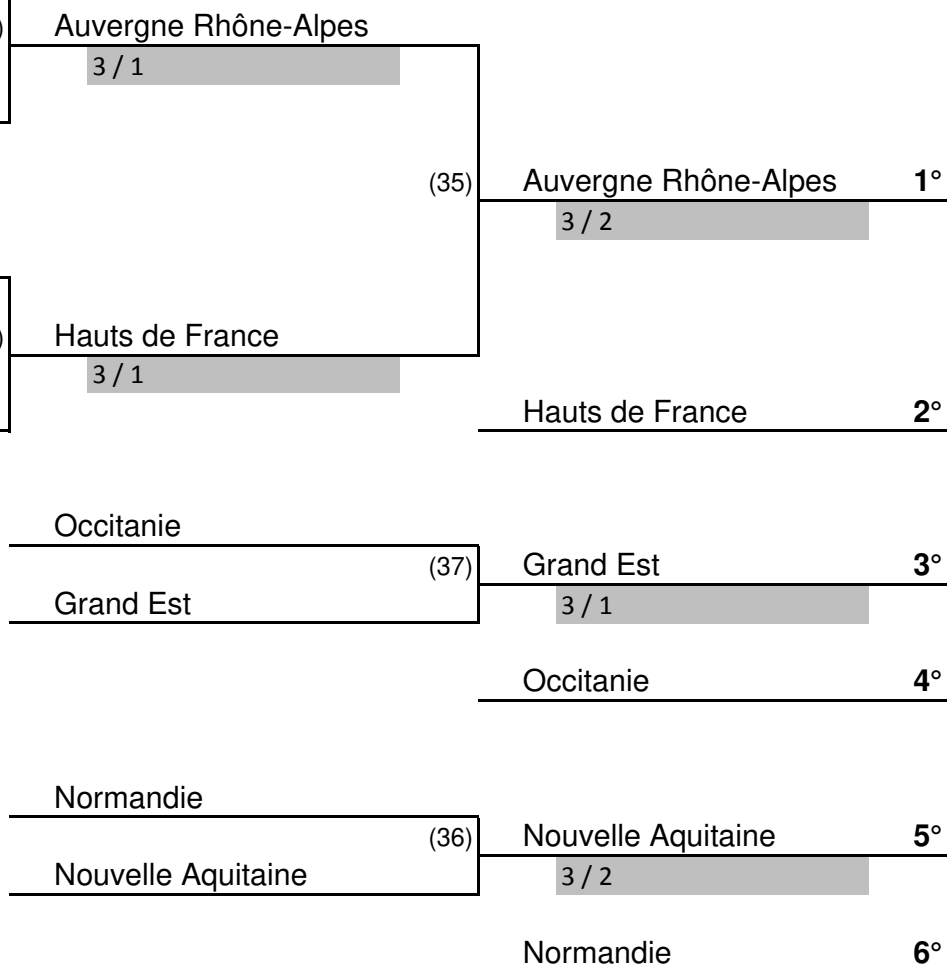 ) Auvergne Rhône-Alpes
3 / 1
(35) Auvergne Rhône-Alpes 1°
3 / 2
) Hauts de France
3 / 1
Hauts de France 2°
Occitanie
(37) Grand Est 3°
Grand Est 3 / 1
Occitanie 4°
Normandie
(36) Nouvelle Aquitaine 5°
Nouvelle Aquitaine 3 / 2
Normandie 6°